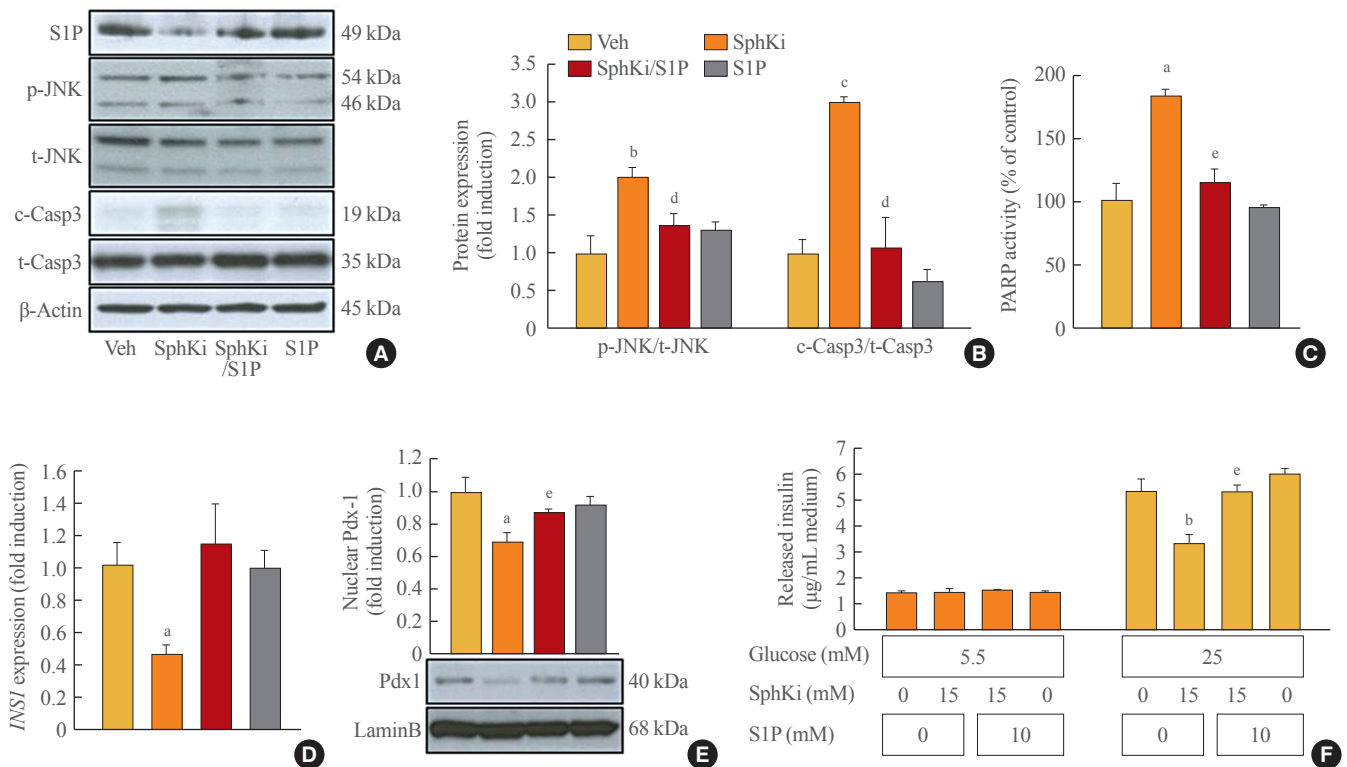 S1P
49 kDa
p-JNK
54 kDa
46 kDa
t-JNK
c-Casp3
19 kDa
t-Casp3
35 kDa
β-Actin
45 kDa
Veh SphKi SphKi S1P
/S1P
A
Veh SphKi
SphKi/S1P S1P
Protein expression
(fold induction)
3.5
3.0
2.5
2.0
1.5
1.0
0.5
0
b
d
c
d
p-JNK/t-JNK c-Casp3/t-Casp3
B
PARP activity (% of control)
200
150
100
50
0
a
e
C
INS1 expression (fold induction)
1.6
1.4
1.2
1.0
0.8
0.6
0.4
0.2
0
a
D
Nuclear Pdx-1
(fold induction)
1.2
1.0
0.8
0.6
0.4
0.2
0
a
e
Pdx1
40 kDa
LaminB
68 kDa
E
Released insulin
(µg/mL medium)
7
6
5
4
3
2
1
0
b
e
Glucose (mM) 5.5 25
SphKi (mM) 0 15 15 0 0 15 15 0
S1P (mM) 0 10 0 10
F